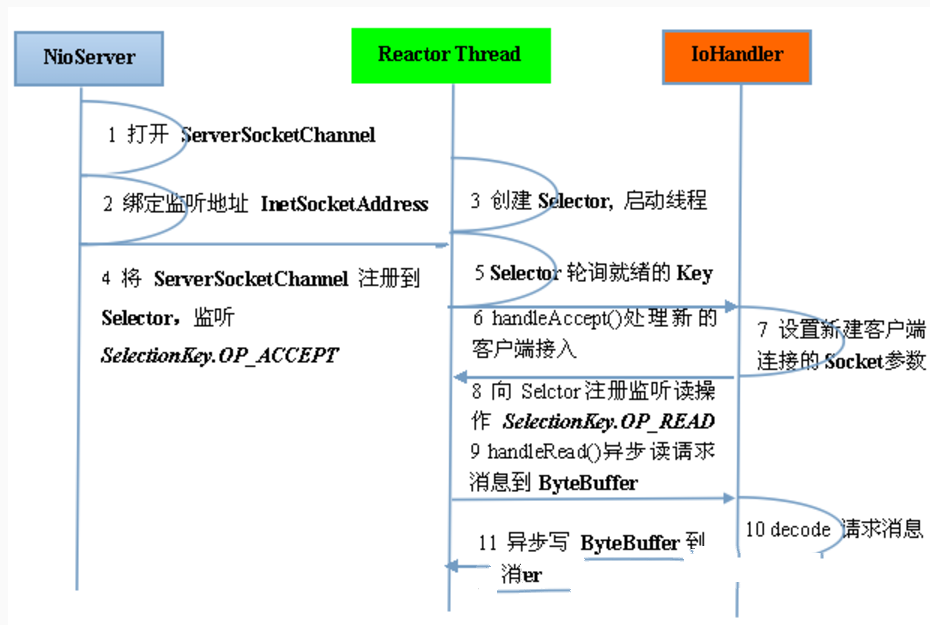 NioServer
Reactor Thread
IoHandler
1 打开 ServerSocketChannel
2 绑定监听地址 InetSocketAddress
3 创建 Selector, 启动线程
4 将 ServerSocketChannel 注册到
Selector，监听
SelectionKey.OP_ACCEPT
5 Selector 轮询就绪的 Key
6 handleAccept()处理新的
客户端接入
7 设置新建客户端
连接的 Socket参数
8 向 Selctor 注册监听读操
作 SelectionKey.OP_READ
9 handleRead()异步读请求
消息到 ByteBuffer
10 decode 请求消息
11 异步写 ByteBuffer 到
消er